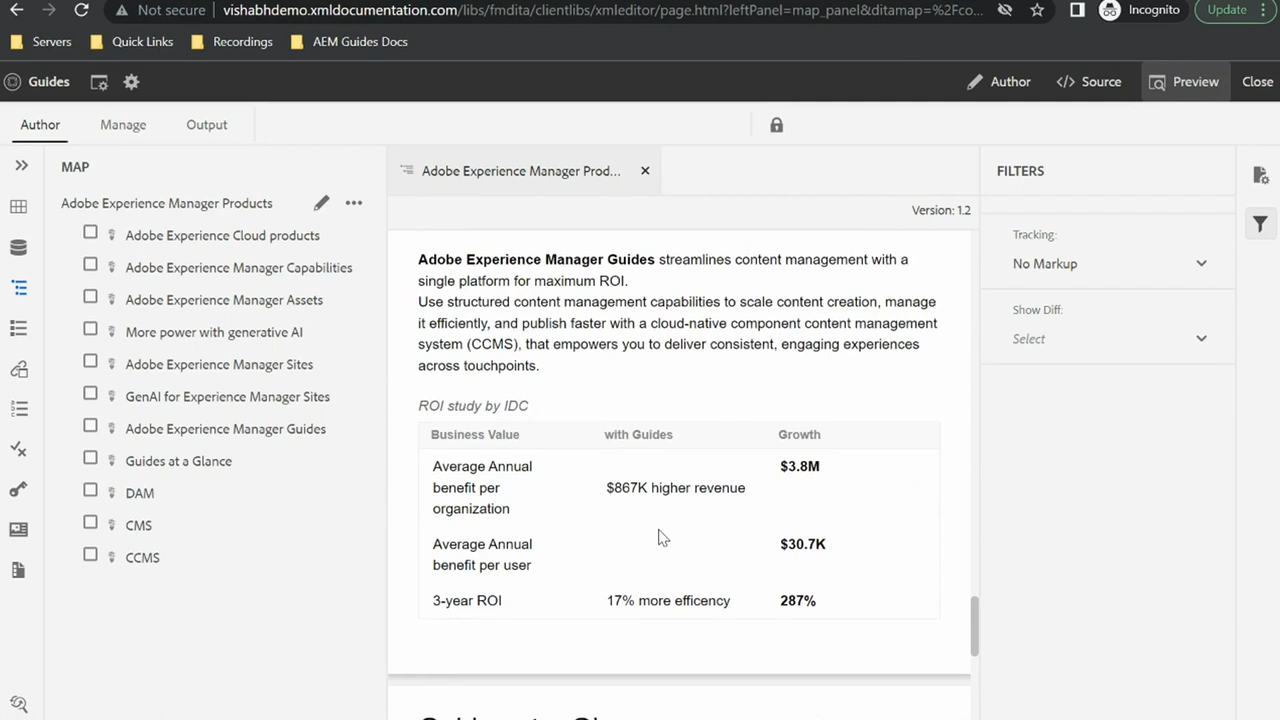 Not secure vishabhdemo.xmldocumentation.com/libs/fmdita/clientlibs/xmleditor/page.html?leftPanel=map_panel&ditamap=%2Fco... Incognito Update
Servers Quick Links Recordings AEM Guides Docs
Guides Author </> Source Preview Close
Author Manage Output
MAP
Adobe Experience Manager Products
Adobe Experience Cloud products
Adobe Experience Manager Capabilities
Adobe Experience Manager Assets
More power with generative AI
Adobe Experience Manager Sites
GenAI for Experience Manager Sites
Adobe Experience Manager Guides
Guides at a Glance
DAM
CMS
CCMS
Adobe Experience Manager Prod...
Version: 1.2
Adobe Experience Manager Guides streamlines content management with a
single platform for maximum ROI.
Use structured content management capabilities to scale content creation, manage
it efficiently, and publish faster with a cloud-native component content management
system (CCMS), that empowers you to deliver consistent, engaging experiences
across touchpoints.
ROI study by IDC
Business Value with Guides Growth
Average Annual $3.8M
benefit per $867K higher revenue
organization
Average Annual $30.7K
benefit per user
3-year ROI 17% more efficency 287%
FILTERS
Tracking:
No Markup
Show Diff:
Select